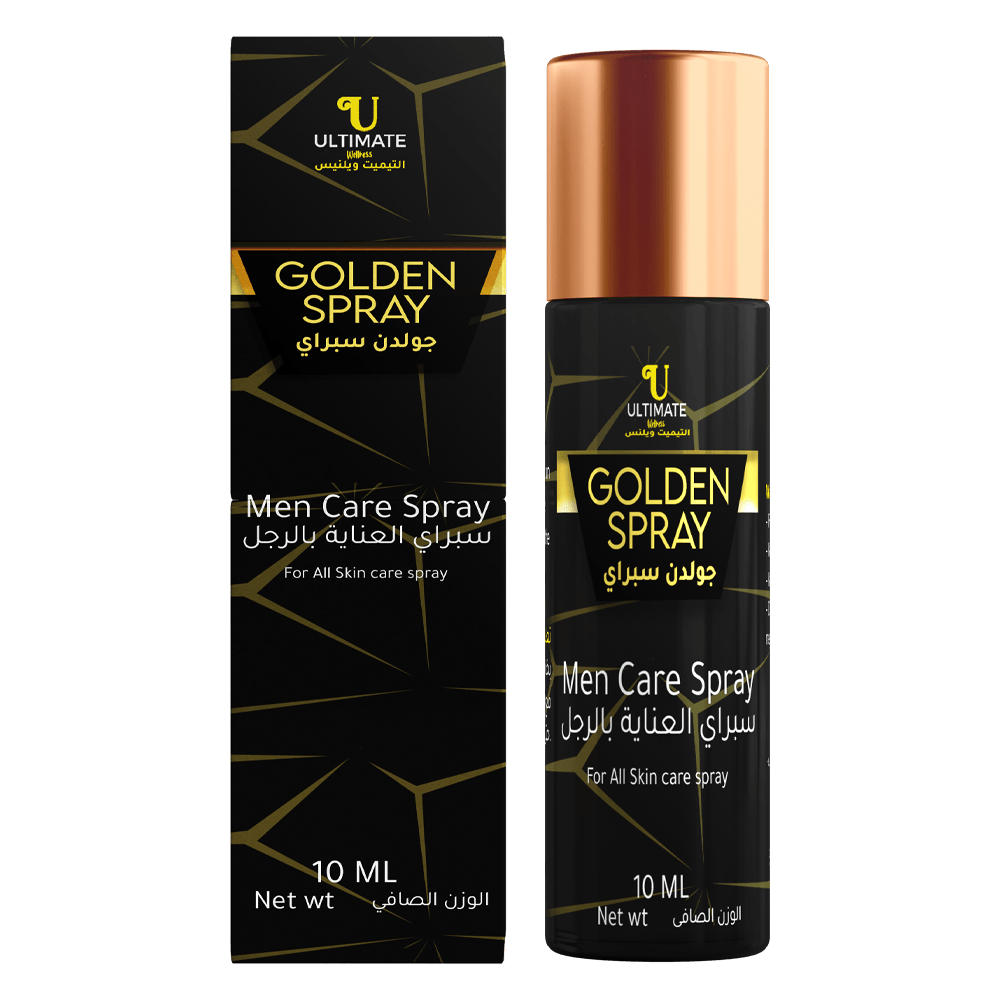 U
ULTIMATE
Wellness
التيميت ويلنيس
GOLDEN
SPRAY
جولدن سبراي
Men Care Spray
سبراي العناية بالرجل
For All Skin care spray
10 ML
Net wt الوزن الصافي
U
ULTIMATE
Wellness
التيميت ويلنس
GOLDEN
SPRAY
جولدن سبراي
Men Care Spray
سبراي العناية بالرجل
For All Skin care spray
10 ML
Net wt الوزن الصافى